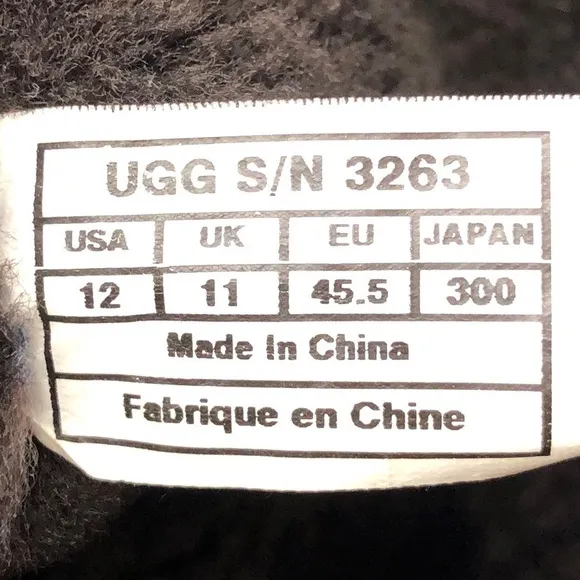 UGG S/N 3263
USA UK EU JAPAN
12 11 45.5 300
Made In China
Fabrique en Chine